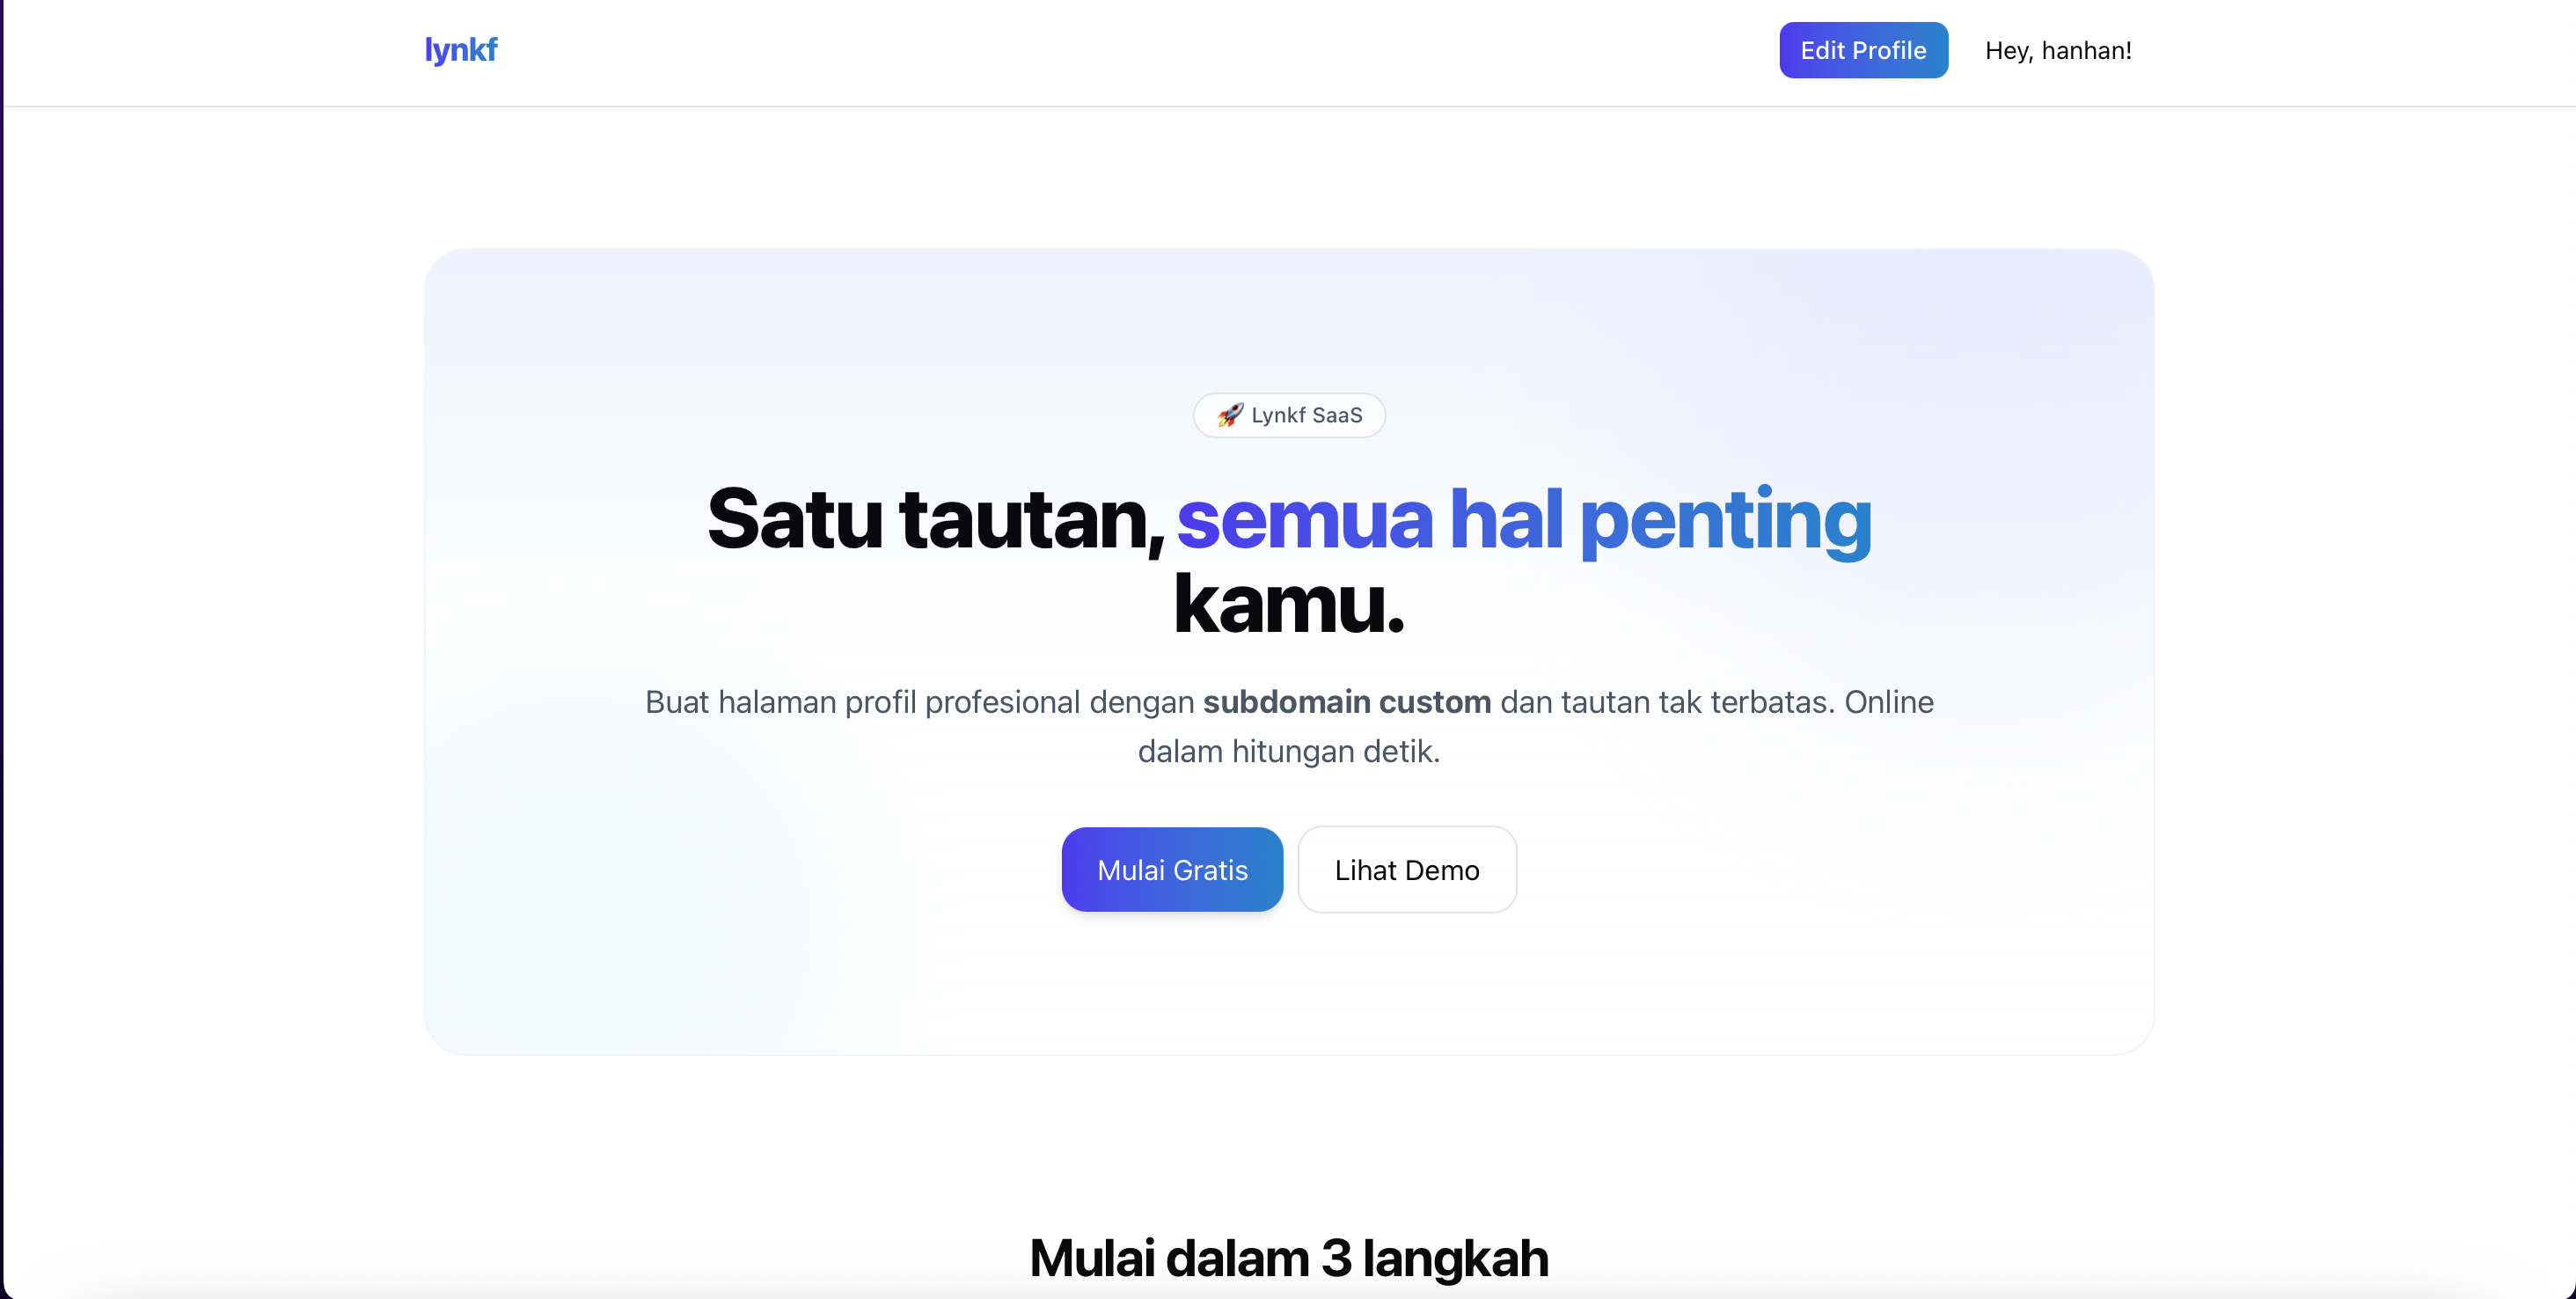 lynkf
Edit Profile
Hey, hanhan!
🚀 Lynkf SaaS
Satu tautan, semua hal penting
kamu.
Buat halaman profil profesional dengan subdomain custom dan tautan tak terbatas. Online
dalam hitungan detik.
Mulai Gratis
Lihat Demo
Mulai dalam 3 langkah